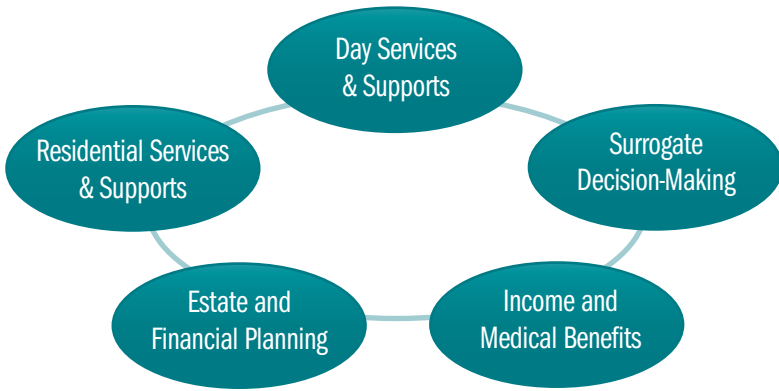 Day Services
& Supports
Residential Services
& Supports
Surrogate
Decision-Making
Estate and
Financial Planning
Income and
Medical Benefits